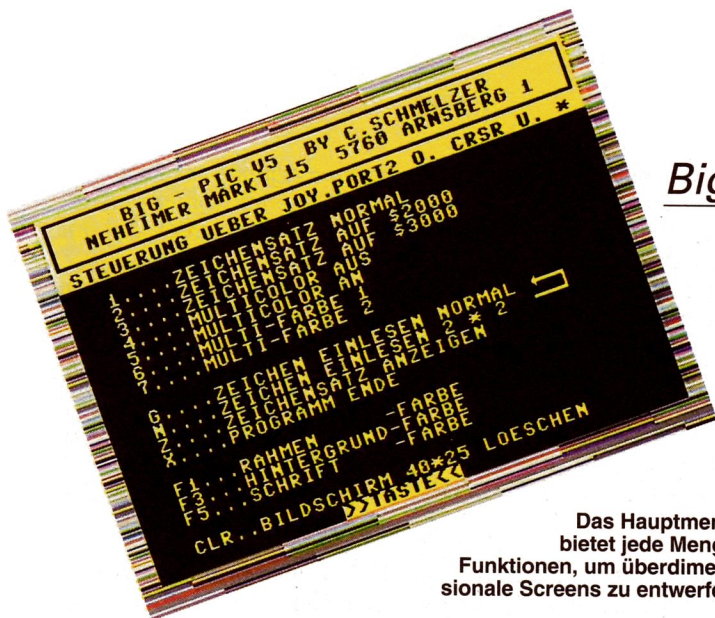 BIG - PIC V5 BY C.SCHMELZER
NEHEIMER MARKT 15 5760 ARNSBERG 1
STEUERUNG UEBER JOY.PORT2 O. CRSR U. *
1.....ZEICHENSATZ NORMAL
2.....ZEICHENSATZ AUF $2000
3.....ZEICHENSATZ AUF $3000
4.....MULTICOLOR AUS
5.....MULTICOLOR AN
6.....MULTI-FARBE 1
7.....MULTI-FARBE 2
G....ZEICHEN EINLESEN NORMAL
N....ZEICHEN EINLESEN 2 * 2
Z....ZEICHENSATZ ANZEIGEN
X....PROGRAMM ENDE
F1...RAHMEN -FARBE
F3...HINTERGRUND-FARBE
F5...SCHRIFT -FARBE
CLR..BILDSCHIRM 40*25 LOESCHEN
>>TASTE<<
Big
Das Hauptmen
bietet jede Meng
Funktionen, um überdimen
sionale Screens zu entwerfe